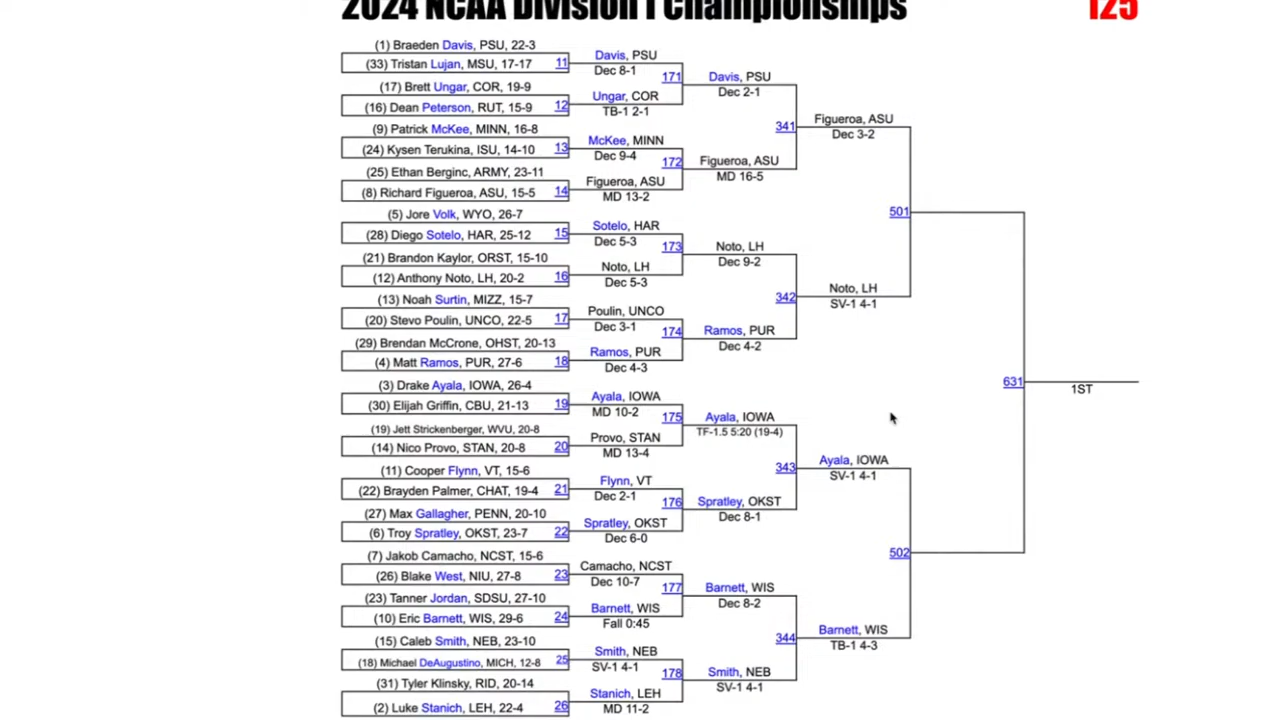 2024 NCAA Division I Championships 125
(1) Braeden Davis, PSU, 22-3
(33) Tristan Lujan, MSU, 17-17 11
(17) Brett Ungar, COR, 19-9
(16) Dean Peterson, RUT, 15-9 12
(9) Patrick McKee, MINN, 16-8
(24) Kysen Terukina, ISU, 14-10 13
(25) Ethan Berginc, ARMY, 23-11
(8) Richard Figueroa, ASU, 15-5 14
(5) Jore Volk, WYO, 26-7
(28) Diego Sotelo, HAR, 25-12 15
(21) Brandon Kaylor, ORST, 15-10
(12) Anthony Noto, LH, 20-2 16
(13) Noah Surtin, MIZZ, 15-7
(20) Stevo Poulin, UNCO, 22-5 17
(29) Brendan McCrone, OHST, 20-13
(4) Matt Ramos, PUR, 27-6 18
(3) Drake Ayala, IOWA, 26-4
(30) Elijah Griffin, CBU, 21-13 19
(19) Jett Strickenberger, WVU, 20-8
(14) Nico Provo, STAN, 20-8 20
(11) Cooper Flynn, VT, 15-6
(22) Brayden Palmer, CHAT, 19-4 21
(27) Max Gallagher, PENN, 20-10
(6) Troy Spratley, OKST, 23-7 22
(7) Jakob Camacho, NCST, 15-6
(26) Blake West, NIU, 27-8 23
(23) Tanner Jordan, SDSU, 27-10
(10) Eric Barnett, WIS, 29-6 24
(15) Caleb Smith, NEB, 23-10
(18) Michael DeAugustino, MICH, 12-8 25
(31) Tyler Klinsky, RID, 20-14
(2) Luke Stanich, LEH, 22-4 26
Davis, PSU
Dec 8-1
171
Ungar, COR
TB-1 2-1
McKee, MINN
Dec 9-4
172
Figueroa, ASU
MD 13-2
Sotelo, HAR
Dec 5-3
173
Noto, LH
Dec 5-3
Poulin, UNCO
Dec 3-1
174
Ramos, PUR
Dec 4-3
Ayala, IOWA
MD 10-2
175
Provo, STAN
MD 13-4
Flynn, VT
Dec 2-1
176
Spratley, OKST
Dec 6-0
Camacho, NCST
Dec 10-7
177
Barnett, WIS
Fall 0:45
Smith, NEB
SV-1 4-1
178
Stanich, LEH
MD 11-2
Davis, PSU
Dec 2-1
341
Figueroa, ASU
MD 16-5
Noto, LH
Dec 9-2
342
Ramos, PUR
Dec 4-2
Ayala, IOWA
TF-1.5 5:20 (19-4)
343
Spratley, OKST
Dec 8-1
Barnett, WIS
Dec 8-2
344
Smith, NEB
SV-1 4-1
Figueroa, ASU
Dec 3-2
501
Noto, LH
SV-1 4-1
Ayala, IOWA
SV-1 4-1
502
Barnett, WIS
TB-1 4-3
631
1ST